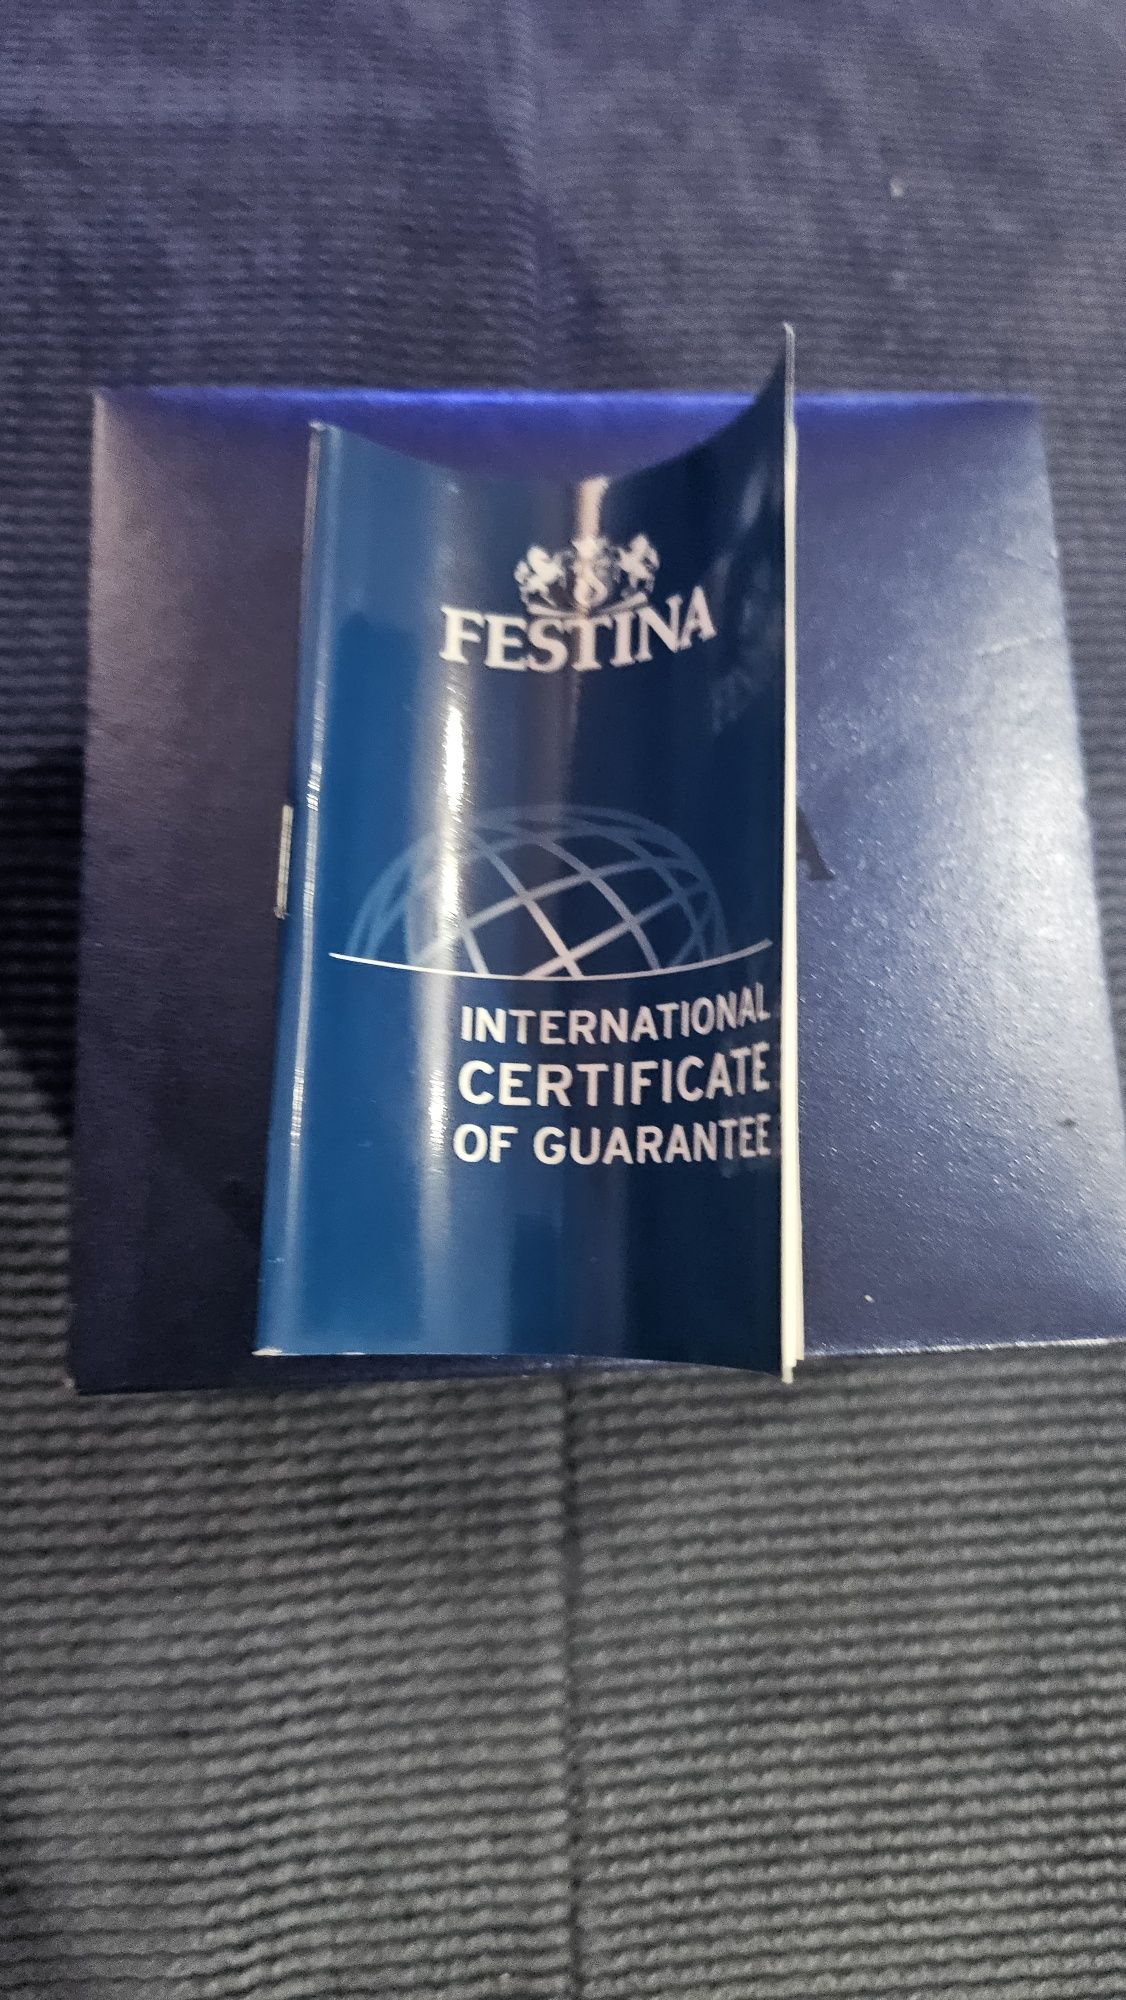 FESTINA
INTERNATIONAL
CERTIFICATE
OF GUARANTEE
A